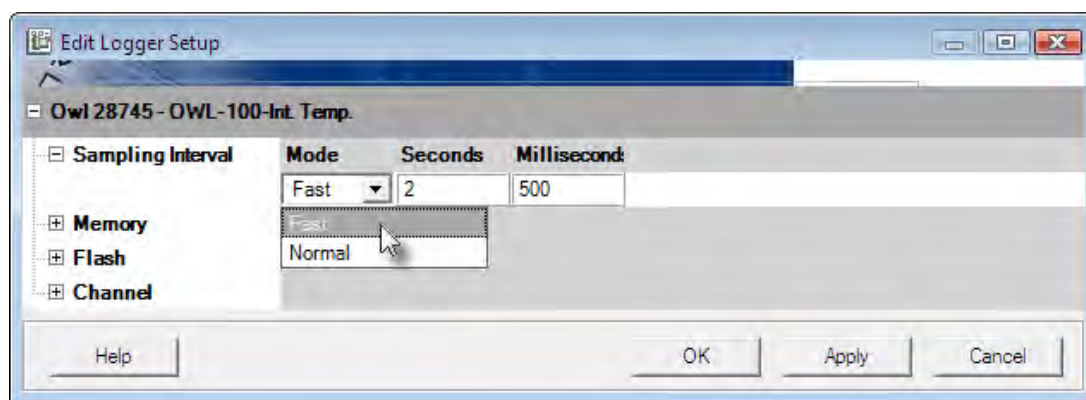 Edit Logger Setup
Owl 28745 - OWL-100-Int. Temp.
Sampling Interval Mode Seconds Millisecond
Fast 2 500
Memory Fast
Flash Normal
Channel
Help OK Apply Cancel